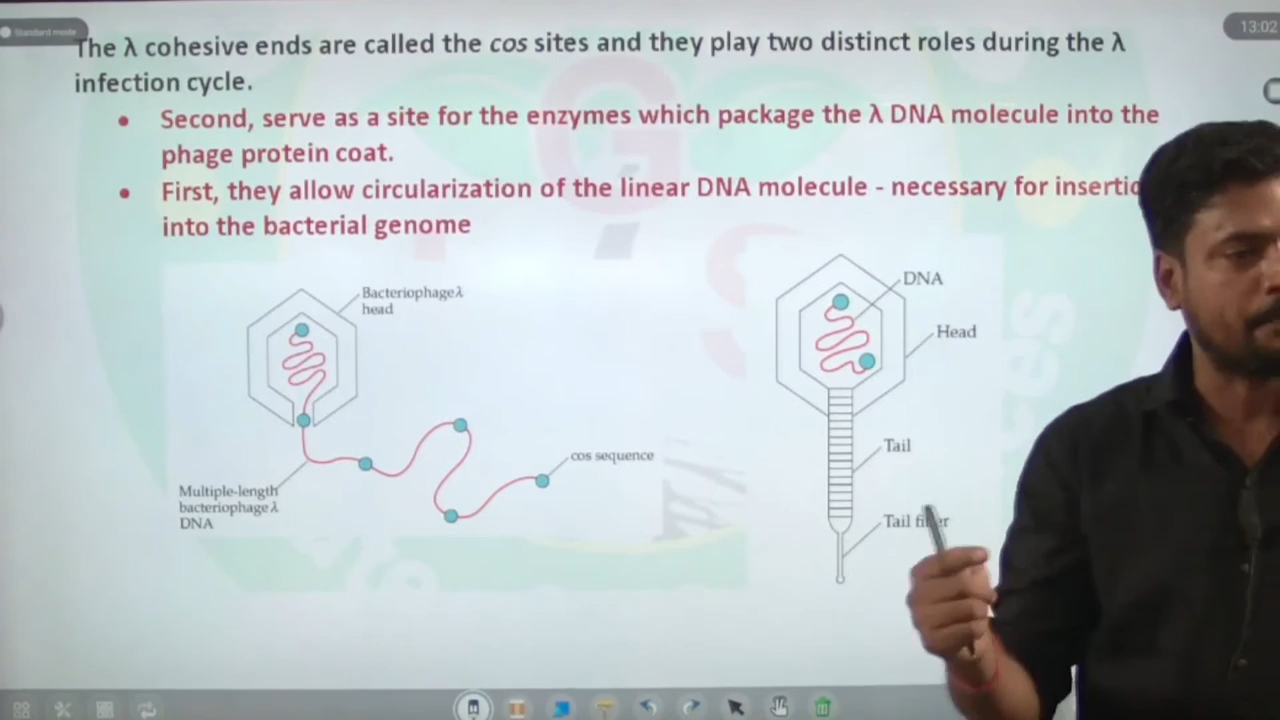 Standard mode
13:02
The λ cohesive ends are called the cos sites and they play two distinct roles during the λ
infection cycle.
• Second, serve as a site for the enzymes which package the λ DNA molecule into the
phage protein coat.
• First, they allow circularization of the linear DNA molecule - necessary for insertio
into the bacterial genome
Bacteriophage λ
head
Multiple-length
bacteriophage λ
DNA
cos sequence
DNA
Head
Tail
Tail